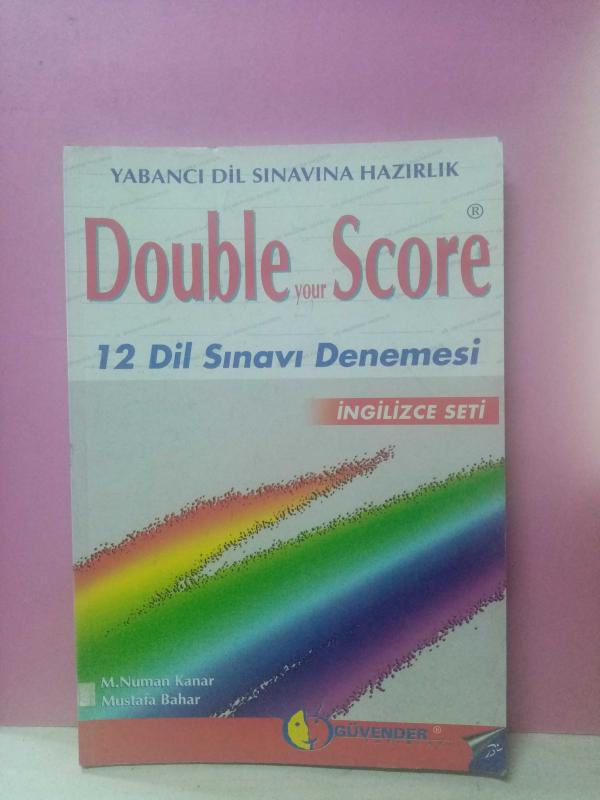 YABANCI DİL SINAVINA HAZIRLIK
Double your Score ®
12 Dil Sınavı Denemesi
İNGİLİZCE SETİ
M.Numan Kanar
Mustafa Bahar
GÜVENDER ®